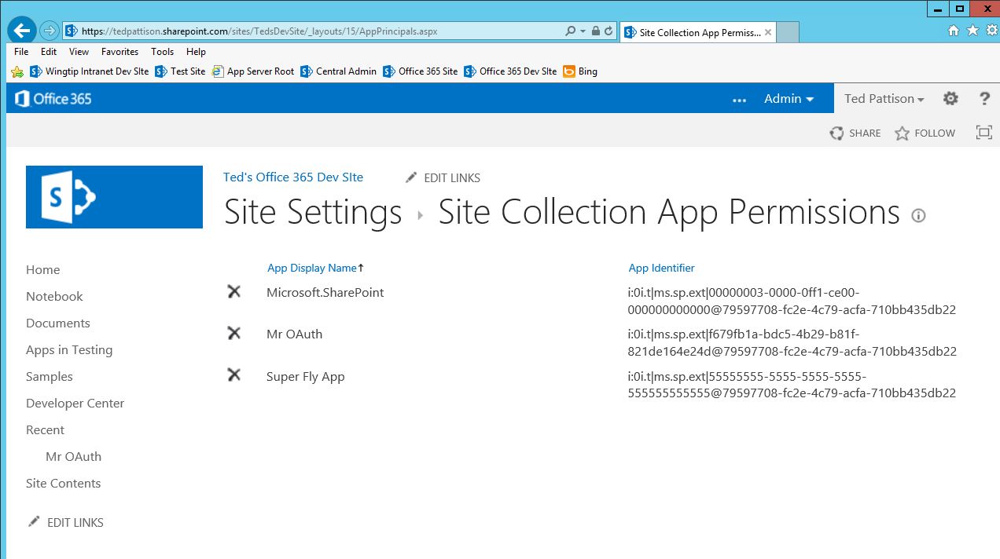 https://tedpattison.sharepoint.com/sites/TedsDevSite/_layouts/15/AppPrincipals.aspx
Site Collection App Permiss...
File Edit View Favorites Tools Help
Wingtip Intranet Dev SIte Test Site App Server Root Central Admin Office 365 Site Office 365 Dev SIte Bing
Office 365 ... Admin Ted Pattison ?
SHARE FOLLOW
Ted's Office 365 Dev SIte EDIT LINKS
Site Settings Site Collection App Permissions
Home
Notebook
Documents
Apps in Testing
Samples
Developer Center
Recent
Mr OAuth
Site Contents
EDIT LINKS
App Display Name App Identifier
Microsoft.SharePoint i:0i.t|ms.sp.ext|00000003-0000-0ff1-ce00-
000000000000@79597708-fc2e-4c79-acfa-710bb435db22
Mr OAuth i:0i.t|ms.sp.ext|f679fb1a-bdc5-4b29-b81f-
821de164e24d@79597708-fc2e-4c79-acfa-710bb435db22
Super Fly App i:0i.t|ms.sp.ext|55555555-5555-5555-5555-
555555555555@79597708-fc2e-4c79-acfa-710bb435db22